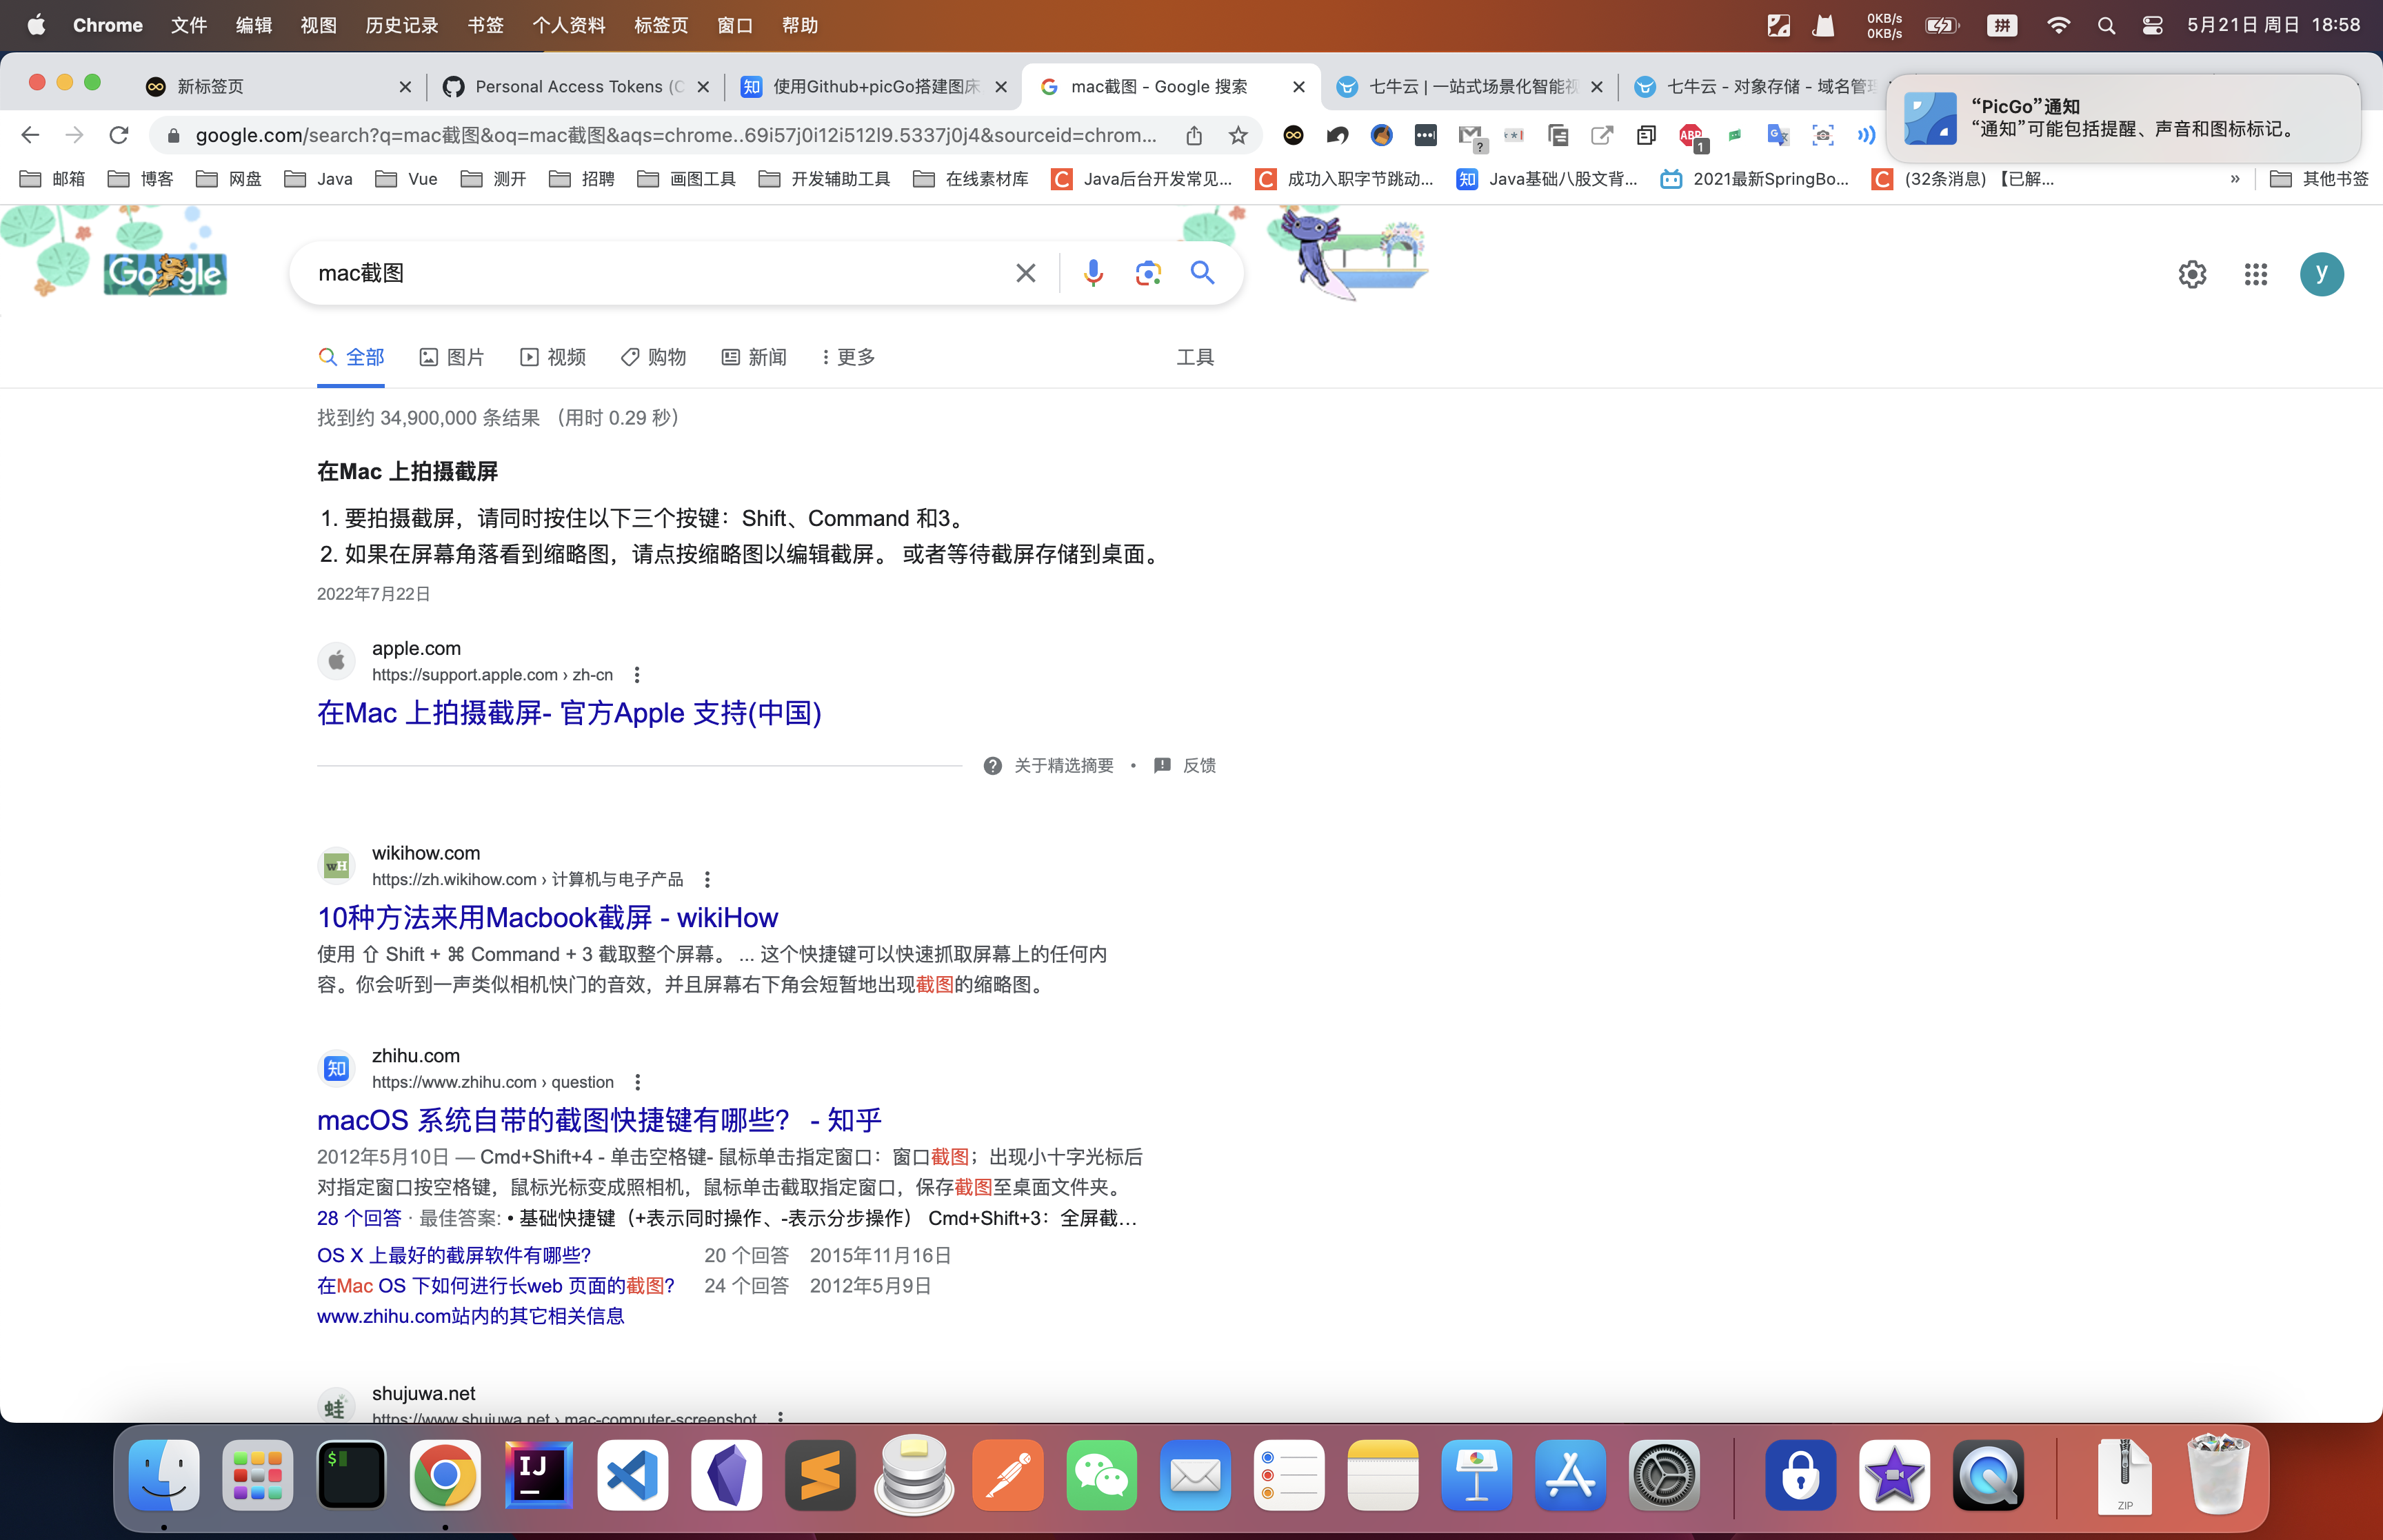 Chrome 文件 编辑 视图 历史记录 书签 个人资料 标签页 窗口 帮助
0KB/s
0KB/s
拼
5月21日 周日 18:58
新标签页
Personal Access Tokens (C
知 使用Github+picGo搭建图床
mac截图 - Google 搜索
七牛云 | 一站式场景化智能视
七牛云 - 对象存储 - 域名管理
“PicGo”通知
“通知”可能包括提醒、声音和图标标记。
google.com/search?q=mac截图&oq=mac截图&aqs=chrome..69i57j0i12i512l9.5337j0j4&sourceid=chrom...
ABP
1
邮箱 博客 网盘 Java Vue 测开 招聘 画图工具 开发辅助工具 在线素材库 C Java后台开发常见... C 成功入职字节跳动... 知 Java基础八股文背... 2021最新SpringBo... C (32条消息) 【已解... » 其他书签
Google
mac截图
y
全部 图片 视频 购物 新闻 更多 工具
找到约 34,900,000 条结果 （用时 0.29 秒）
在Mac 上拍摄截屏
1. 要拍摄截屏，请同时按住以下三个按键：Shift、Command 和3。
2. 如果在屏幕角落看到缩略图，请点按缩略图以编辑截屏。 或者等待截屏存储到桌面。
2022年7月22日
apple.com
https://support.apple.com › zh-cn
在Mac 上拍摄截屏- 官方Apple 支持(中国)
关于精选摘要 • 反馈
wH
wikihow.com
https://zh.wikihow.com › 计算机与电子产品
10种方法来用Macbook截屏 - wikiHow
使用 ⇧ Shift + ⌘ Command + 3 截取整个屏幕。 ... 这个快捷键可以快速抓取屏幕上的任何内
容。你会听到一声类似相机快门的音效，并且屏幕右下角会短暂地出现截图的缩略图。
知
zhihu.com
https://www.zhihu.com › question
macOS 系统自带的截图快捷键有哪些？ - 知乎
2012年5月10日 — Cmd+Shift+4 - 单击空格键- 鼠标单击指定窗口：窗口截图；出现小十字光标后
对指定窗口按空格键，鼠标光标变成照相机，鼠标单击截取指定窗口，保存截图至桌面文件夹。
28 个回答 · 最佳答案: • 基础快捷键（+表示同时操作、-表示分步操作） Cmd+Shift+3：全屏截…
OS X 上最好的截屏软件有哪些? 20 个回答 2015年11月16日
在Mac OS 下如何进行长web 页面的截图? 24 个回答 2012年5月9日
www.zhihu.com站内的其它相关信息
蛙
shujuwa.net
https://www.shujuwa.net › mac-computer-screenshot
$
IJ
ZIP